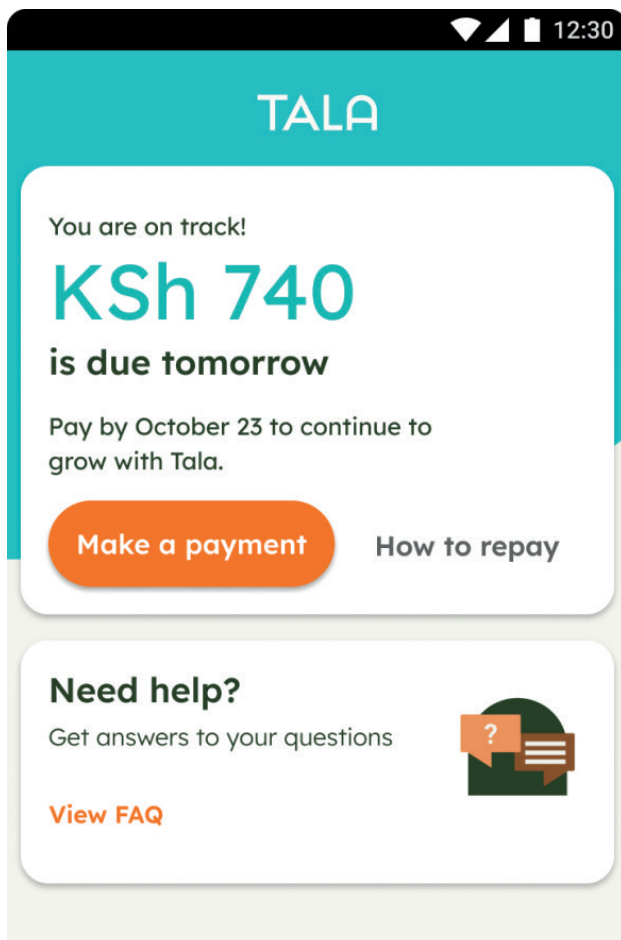 12:30
TALA
You are on track!
KSh 740
is due tomorrow
Pay by October 23 to continue to
grow with Tala.
Make a payment
How to repay
Need help?
Get answers to your questions
?
View FAQ